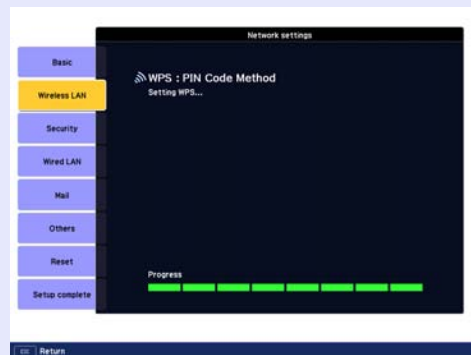 Network settings
Basic
Wireless LAN
Security
Wired LAN
Mail
Others
Reset
Setup complete
WPS : PIN Code Method
Setting WPS...
Progress
Esc Return